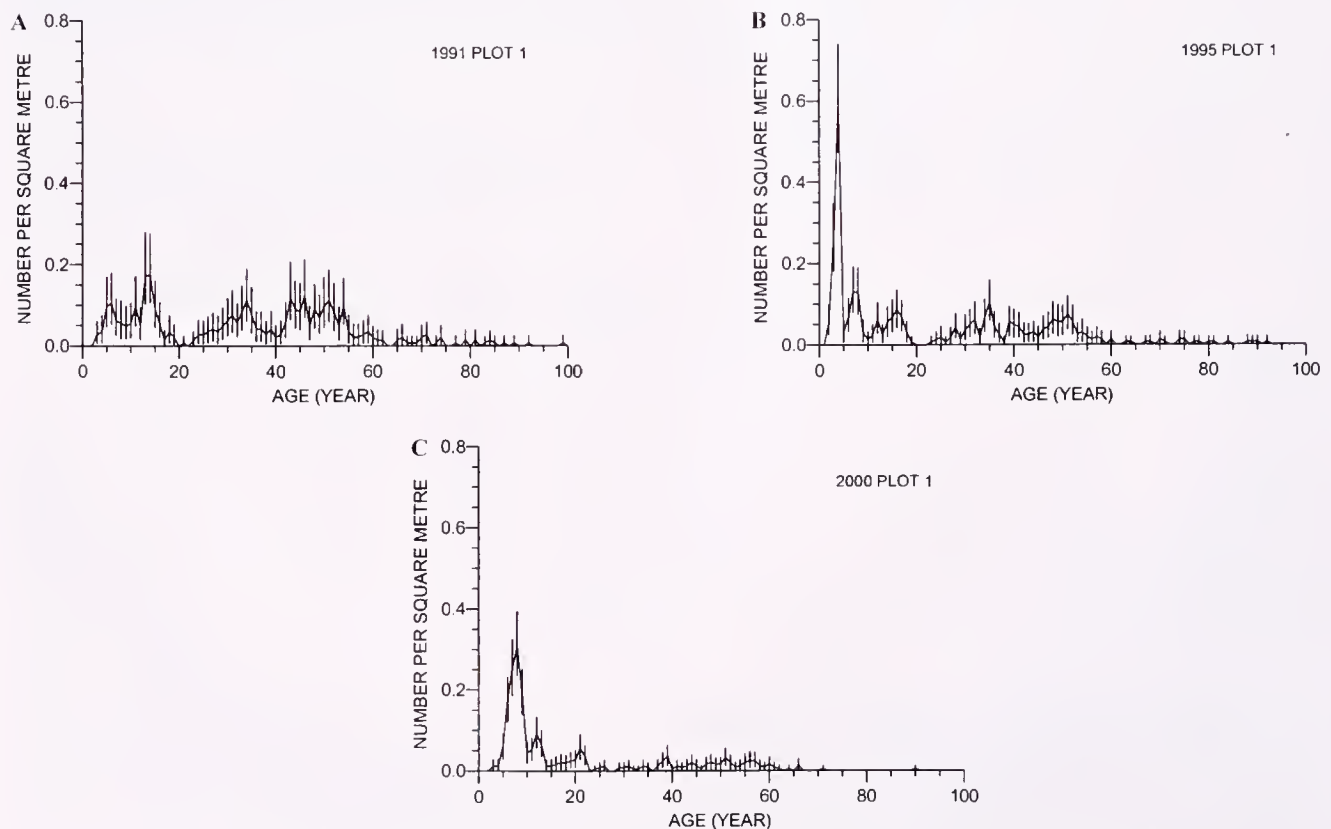 A
1991 PLOT 1
NUMBER PER SQUARE METRE
0.8
0.6
0.4
0.2
0.0
0 20 40 60 80 100
AGE (YEAR)
B
1995 PLOT 1
NUMBER PER SQUARE METRE
0.8
0.6
0.4
0.2
0.0
0 20 40 60 80 100
AGE (YEAR)
C
2000 PLOT 1
NUMBER PER SQUARE METRE
0.8
0.6
0.4
0.2
0.0
0 20 40 60 80 100
AGE (YEAR)